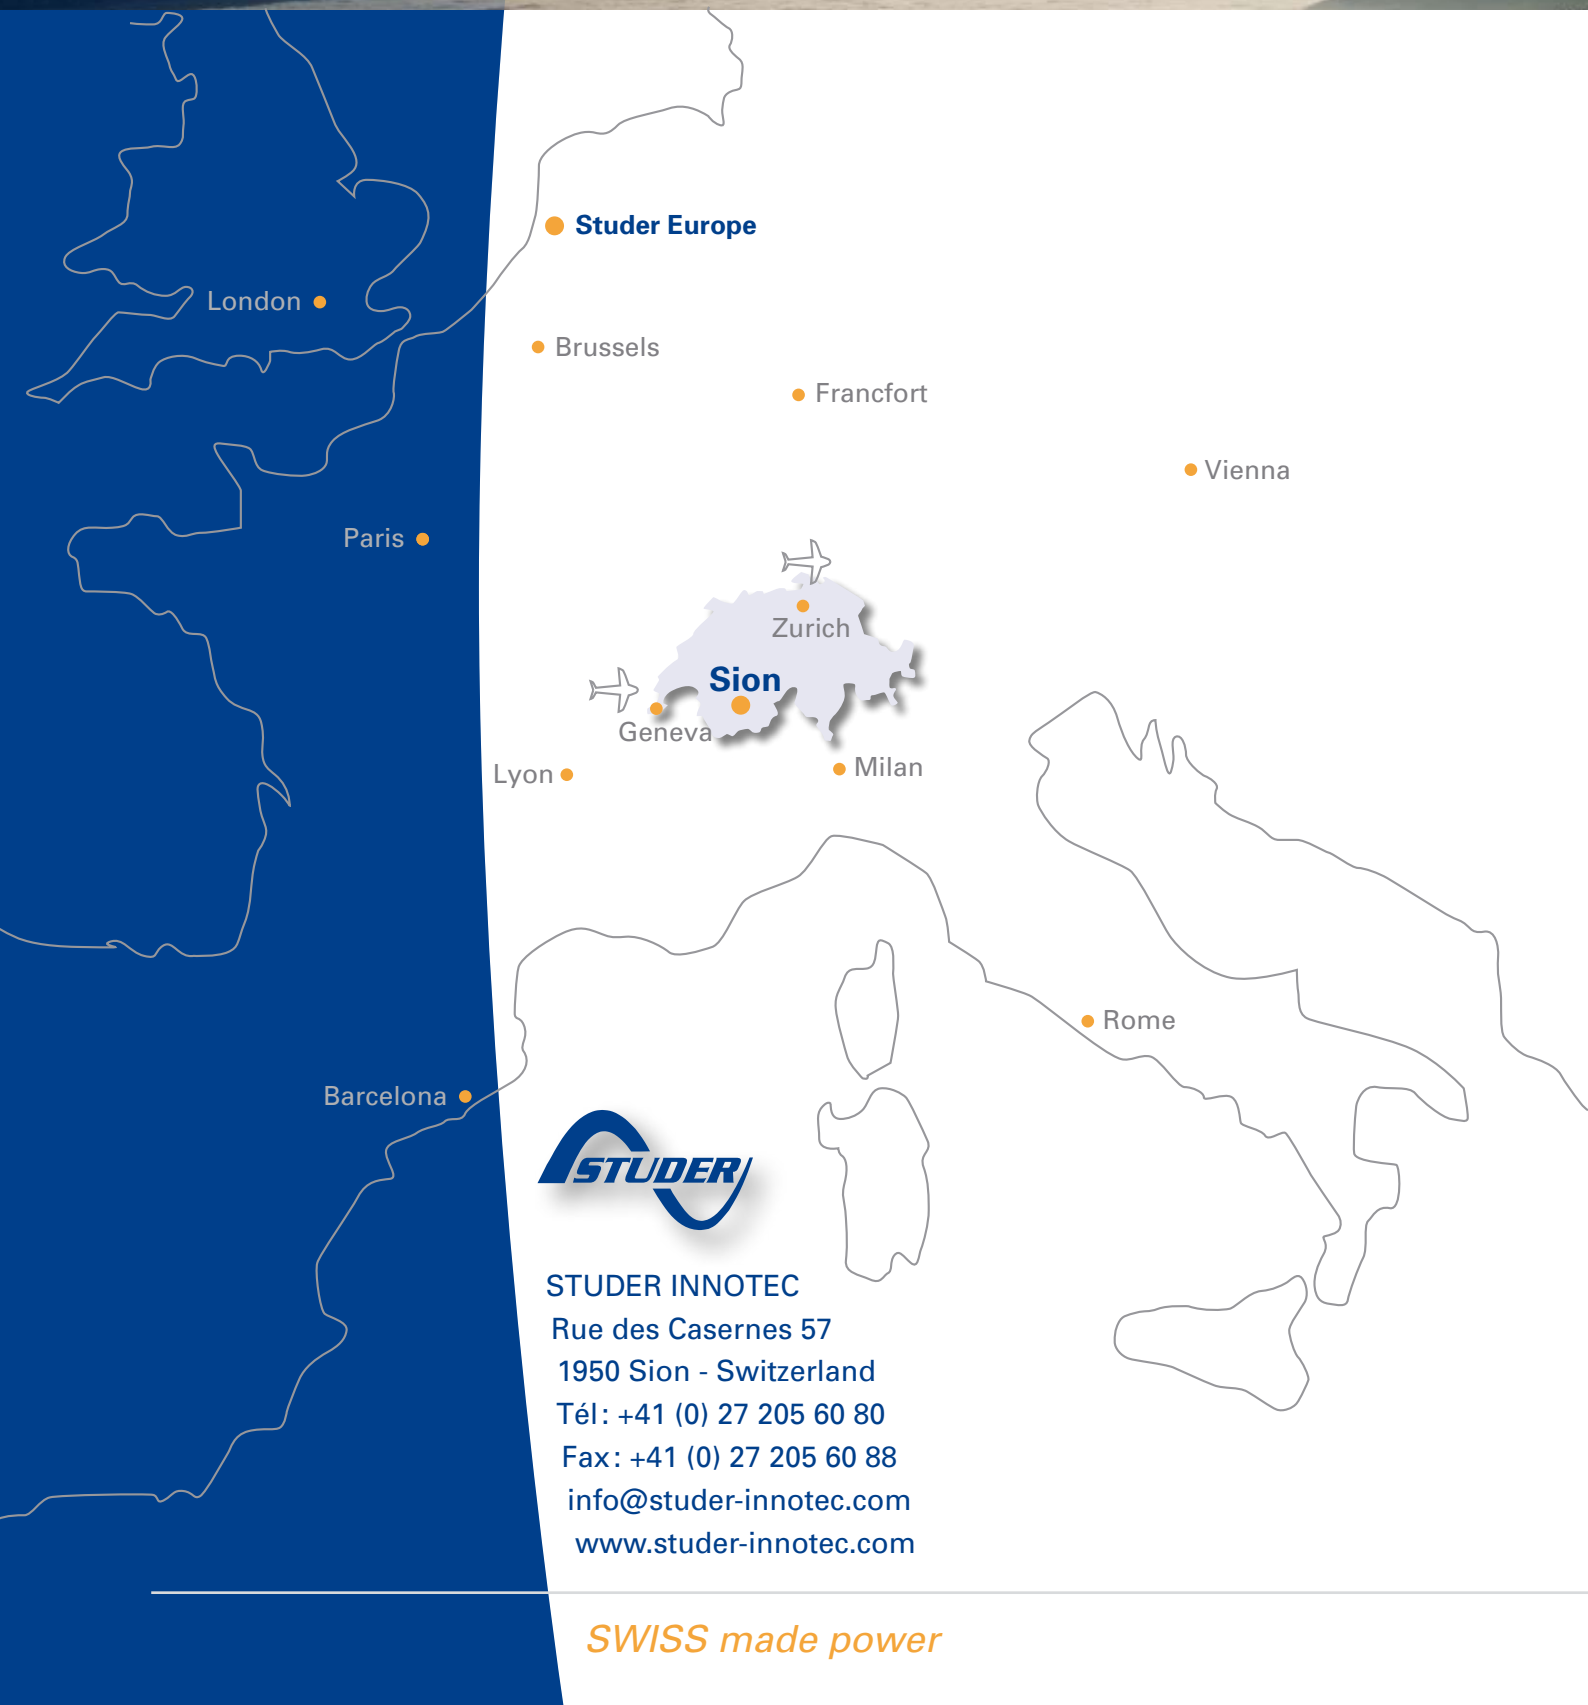 Studer Europe
London
Brussels
Francfort
Vienna
Paris
Zurich
Sion
Geneva
Lyon
Milan
Rome
Barcelona
STUDER
STUDER INNOTEC
Rue des Casernes 57
1950 Sion - Switzerland
Tél: +41 (0) 27 205 60 80
Fax: +41 (0) 27 205 60 88
info@studer-innotec.com
www.studer-innotec.com
SWISS made power